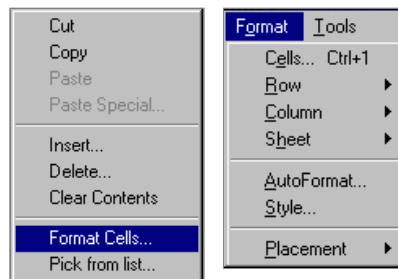 Cut
Copy
Paste
Paste Special...
Insert...
Delete...
Clear Contents
Format Cells...
Pick from list...
Format Tools
Cells... Ctrl+1
Row
Column
Sheet
AutoFormat...
Style...
Placement